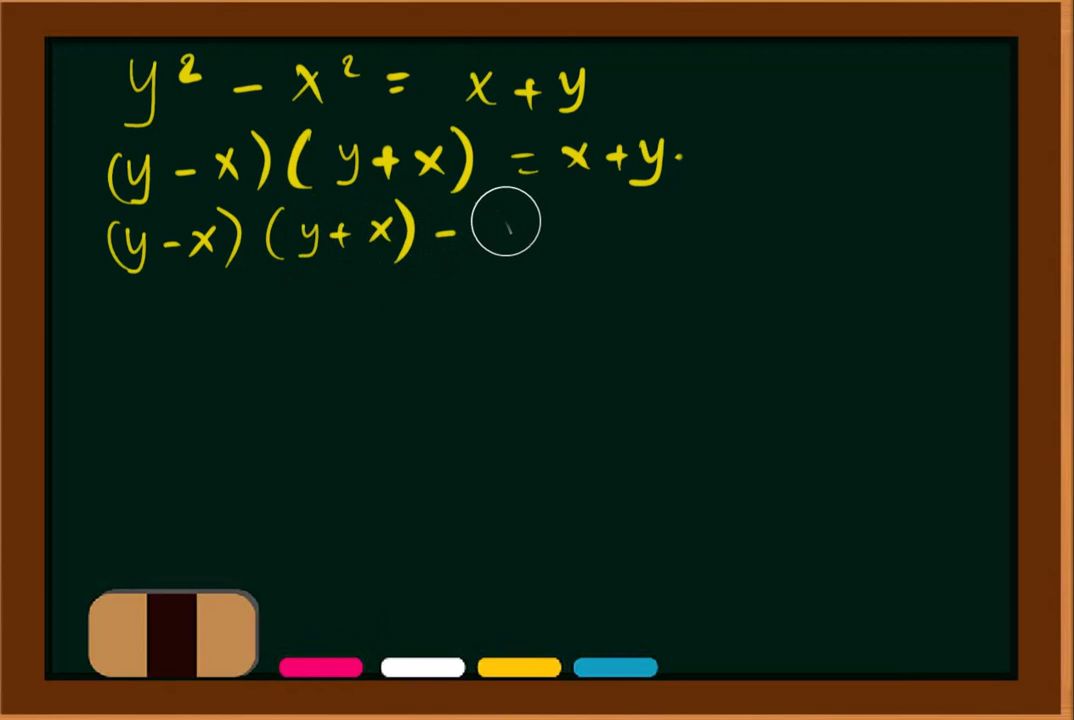 y² - x² = x + y
(y - x)(y + x) = x + y.
(y - x)(y + x) -